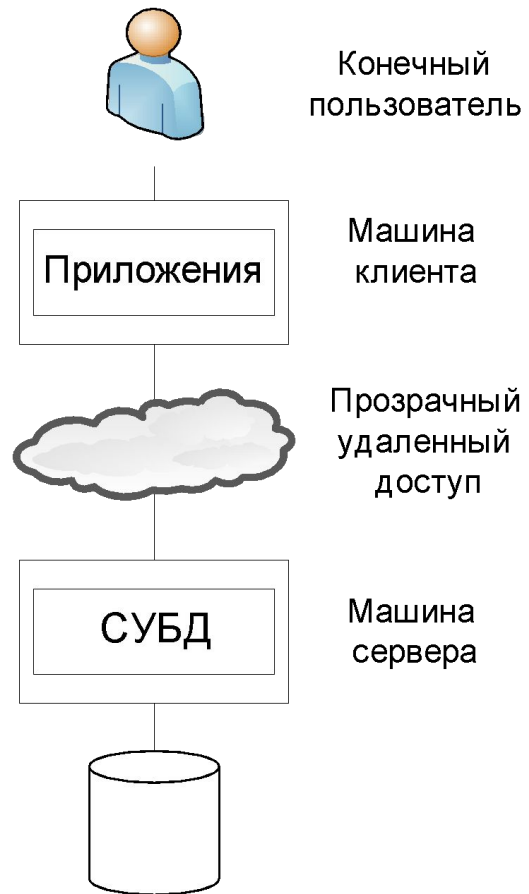 Конечный
пользователь
Приложения
Машина
клиента
Прозрачный
удаленный
доступ
СУБД
Машина
сервера